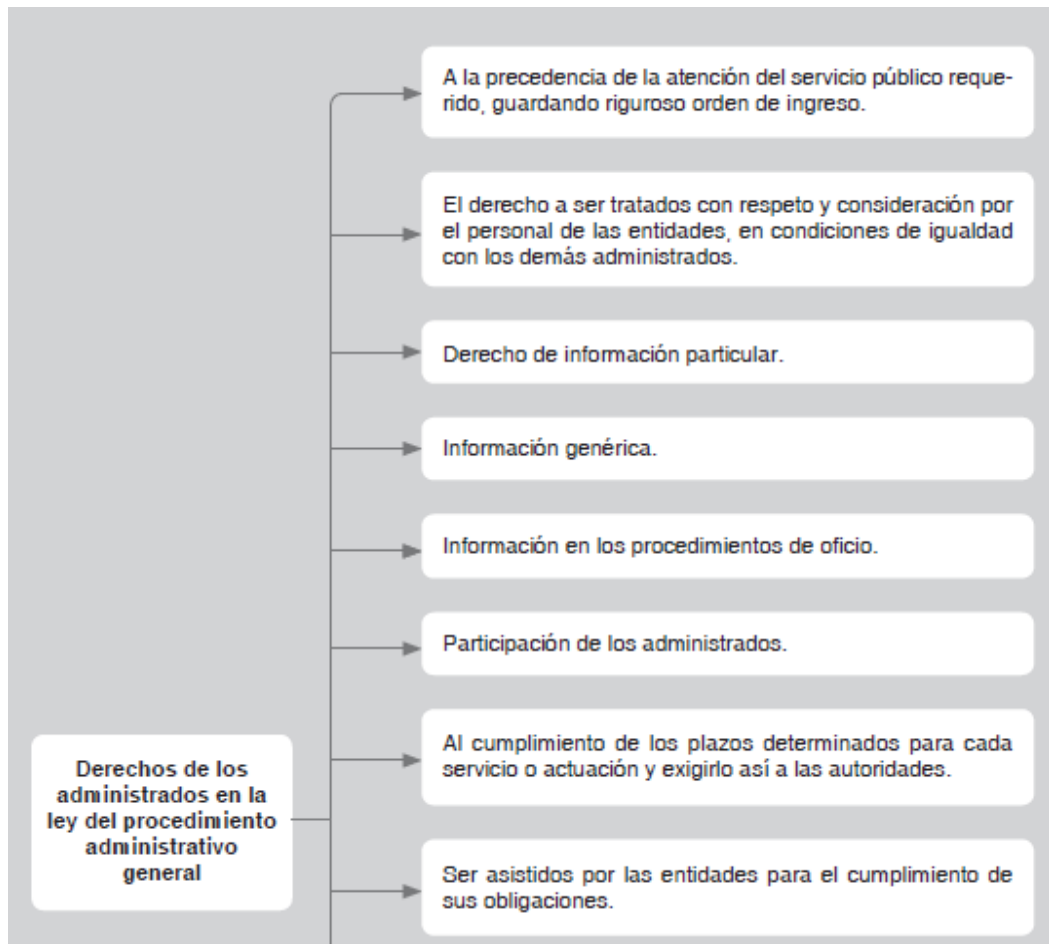 A la precedencia de la atención del servicio público reque-
rido, guardando riguroso orden de ingreso.
El derecho a ser tratados con respeto y consideración por
el personal de las entidades, en condiciones de igualdad
con los demás administrados.
Derecho de información particular.
Información genérica.
Información en los procedimientos de oficio.
Participación de los administrados.
Al cumplimiento de los plazos determinados para cada
servicio o actuación y exigirlo así a las autoridades.
Derechos de los
administrados en la
ley del procedimiento
administrativo
general
Ser asistidos por las entidades para el cumplimiento de
sus obligaciones.